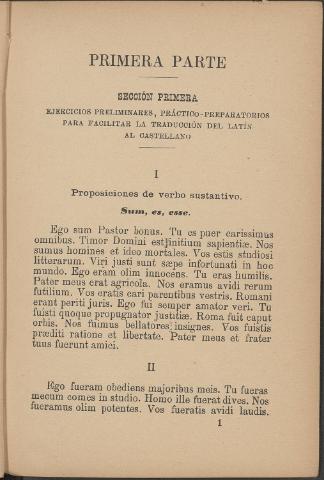 PRIMERA PARTE
SECCIÓN PRIMERA
EJERCICIOS PRELIMINARES, PRÁCTICO-PREPARATORIOS
PARA FACILITAR LA TRADUCCIÓN DEL LATÍN
AL CASTELLANO
I
Proposiciones de verbo sustantivo.
Sum, es, esse.
Ego sum Pastor bonus. Tu es puer carissimus
omnibus. Timor Domini est initium sapientiæ. Nos
sumus homines et ideo mortales. Vos estis studiosi
litterarum. Viri justi sunt sæpe infortunati in hoc
mundo. Ego eram olim innocens. Tu eras humilis.
Pater meus erat agricola. Nos eramus avidi rerum
futilium. Vos eratis cari parentibus vestris. Romani
erant periti juris. Ego fui semper amator veri. Tu
fuisti quoque propugnator justitiæ. Roma fuit caput
orbis. Nos fuimus bellatores insignes. Vos fuistis
præditi ratione et libertate. Pater meus et frater
tuus fuerunt amici.
II
Ego fueram obediens majoribus meis. Tu fueras
mecum comes in studio. Homo ille fuerat dives. Nos
fueramus olim potentes. Vos fueratis avidi laudis.
1